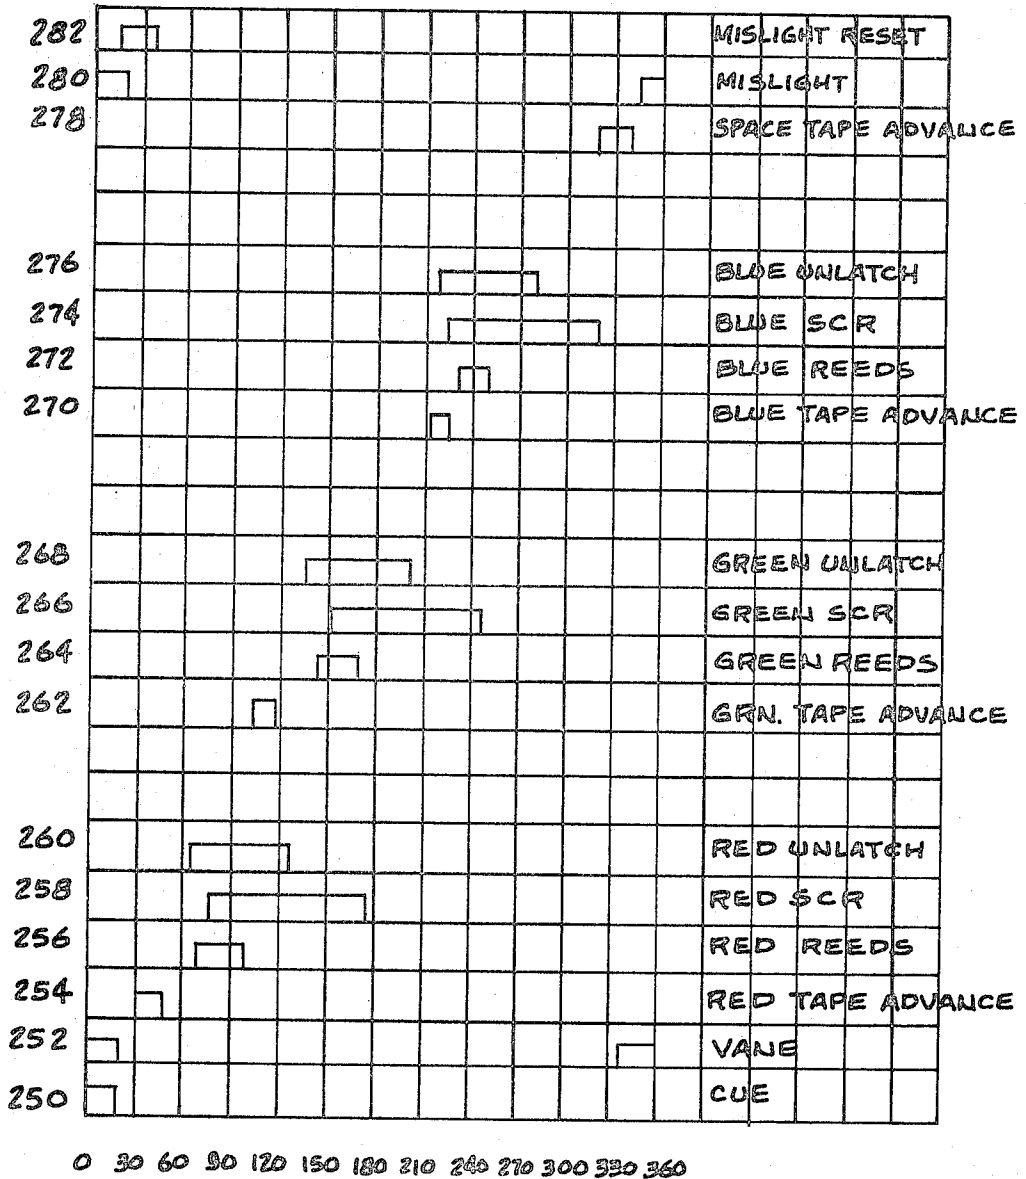 282 MISLIGHT RESET
280 MISLIGHT
278 SPACE TAPE ADVANCE
276 BLUE UNLATCH
274 BLUE SCR
272 BLUE REEDS
270 BLUE TAPE ADVANCE
268 GREEN UNLATCH
266 GREEN SCR
264 GREEN REEDS
262 GRN. TAPE ADVANCE
260 RED UNLATCH
258 RED SCR
256 RED REEDS
254 RED TAPE ADVANCE
252 VANE
250 CUE
0 30 60 90 120 150 180 210 240 270 300 330 360